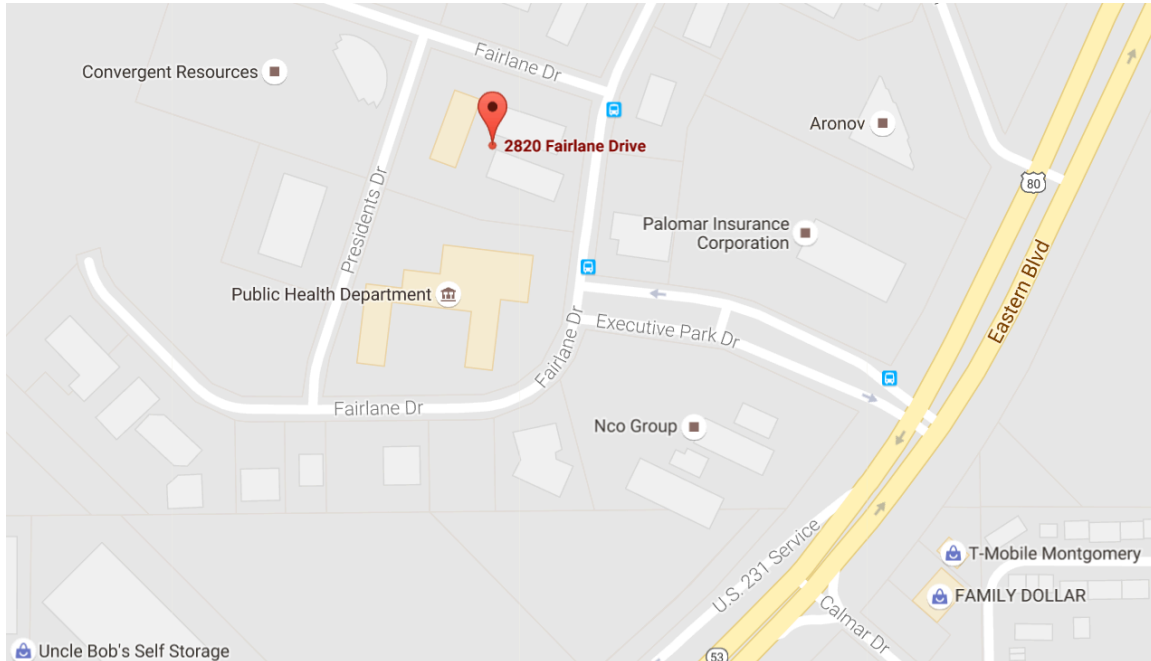 Fairlane Dr
Convergent Resources
Aronov
2820 Fairlane Drive
80
Presidents Dr
Palomar Insurance
Corporation
Eastern Blvd
Public Health Department
Executive Park Dr
Fairlane Dr
Fairlane Dr
Nco Group
U.S. 231 Service
T-Mobile Montgomery
FAMILY DOLLAR
Calmar Dr
Uncle Bob's Self Storage
53